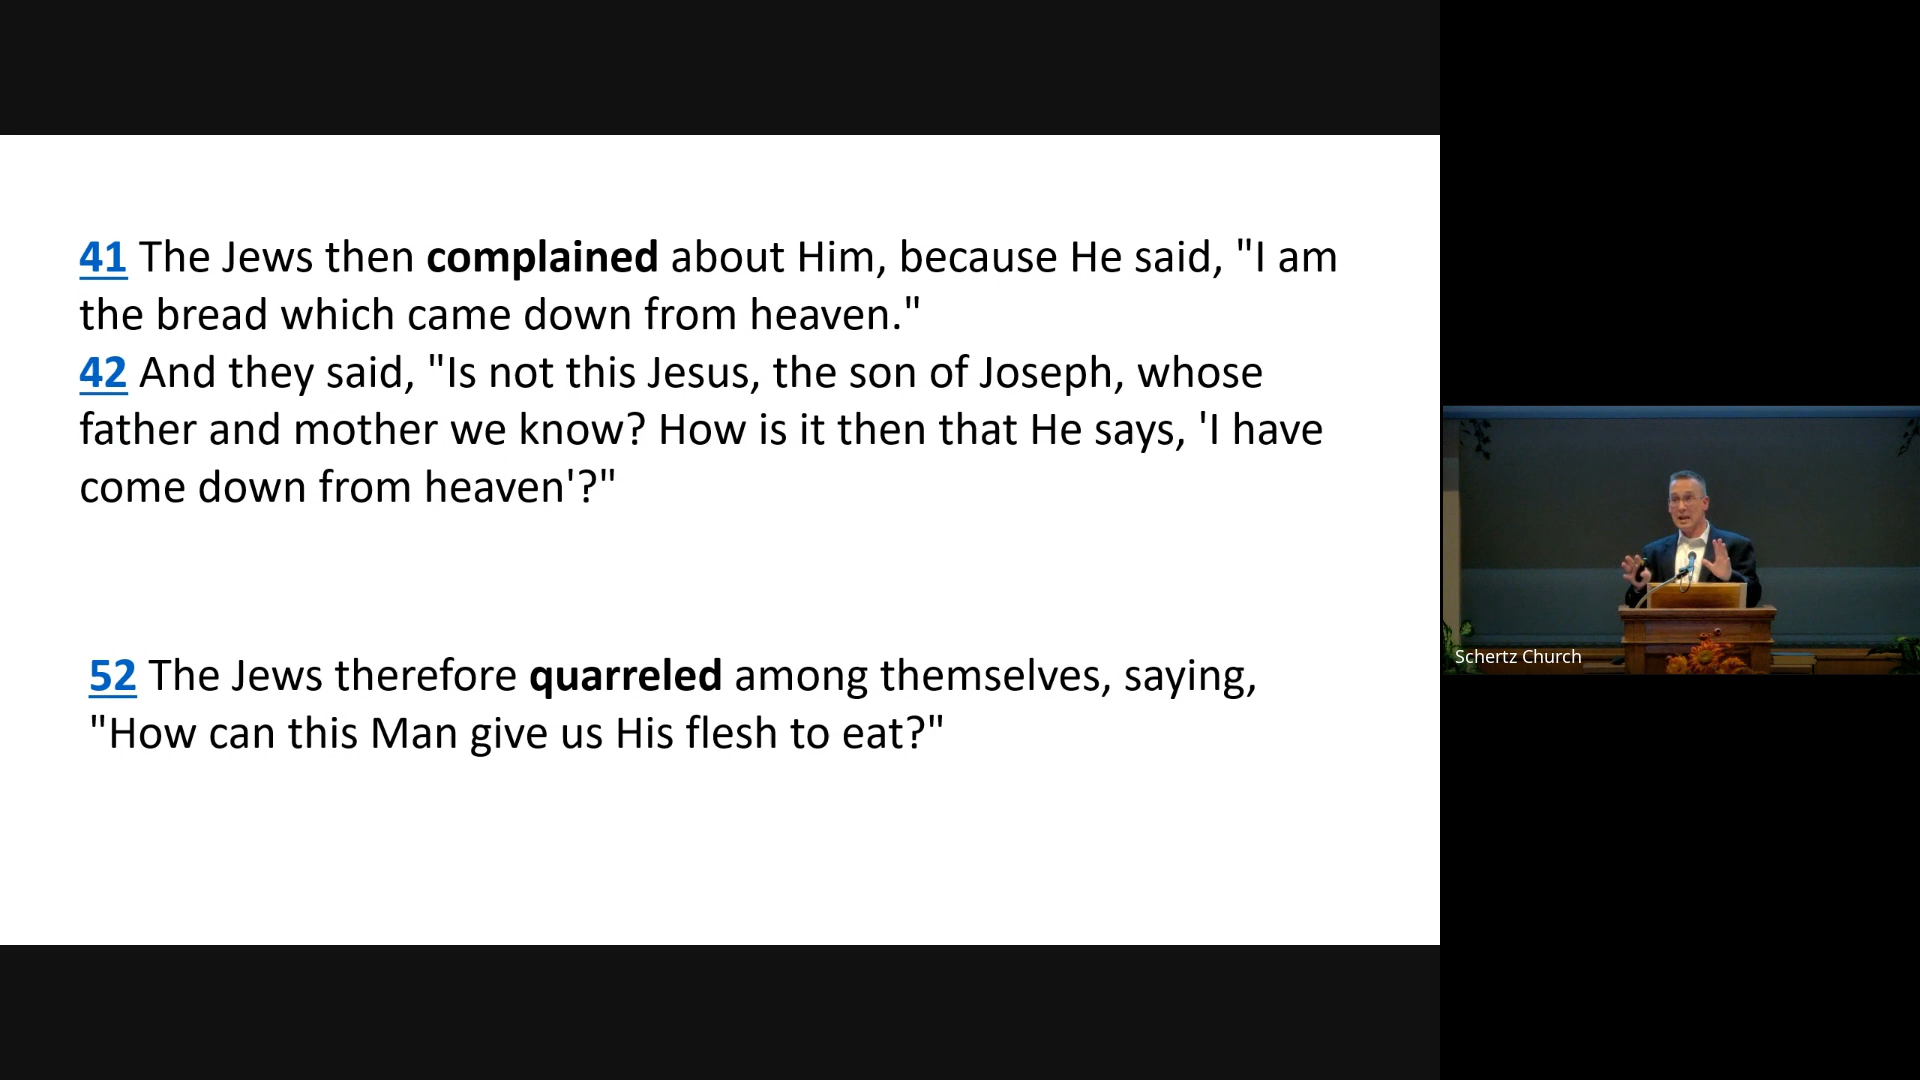 41 The Jews then complained about Him, because He said, "I am
the bread which came down from heaven."
42 And they said, "Is not this Jesus, the son of Joseph, whose
father and mother we know? How is it then that He says, 'I have
come down from heaven'?"
52 The Jews therefore quarreled among themselves, saying,
"How can this Man give us His flesh to eat?"
Schertz Church